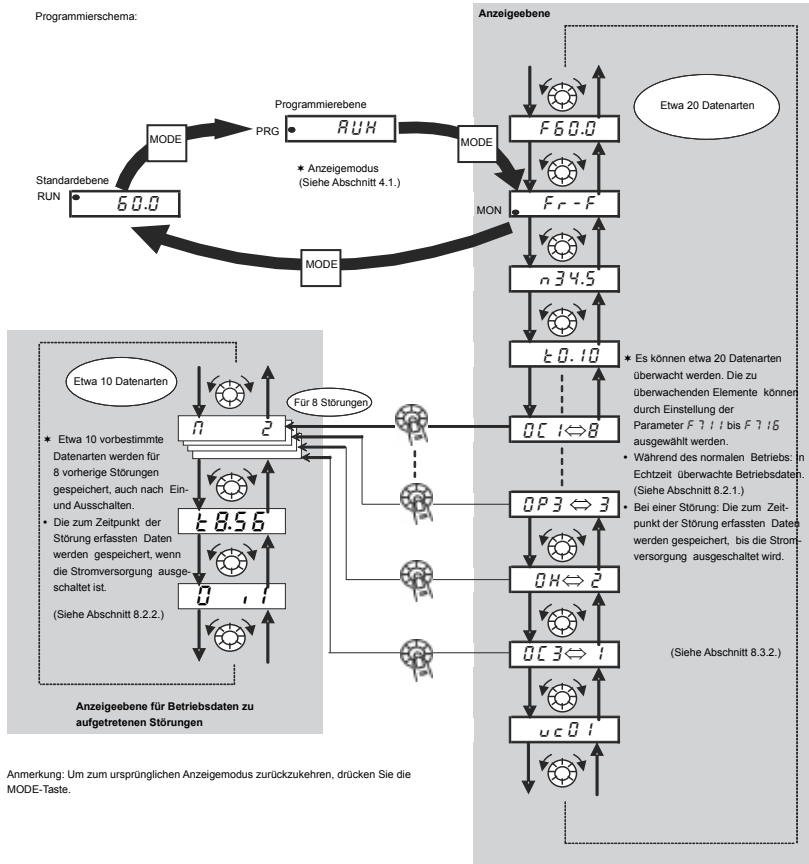 Programmierschema:
Anzeigeebene
Etwa 20 Datenarten
Programmierebene
PRG
AUH
MODE
MODE
✶ Anzeigemodus
(Siehe Abschnitt 4.1.)
Standardebene
RUN
60.0
MODE
F60.0
MON
Fr-F
n34.5
t0.10
OC1⇔8
OP3⇔3
OH⇔2
OC3⇔1
uc01
✶ Es können etwa 20 Datenarten
überwacht werden. Die zu
überwachenden Elemente können
durch Einstellung der
Parameter F711 bis F716
ausgewählt werden.
• Während des normalen Betriebs: in
Echtzeit überwachte Betriebsdaten.
(Siehe Abschnitt 8.2.1.)
• Bei einer Störung: Die zum Zeit-
punkt der Störung erfassten Daten
werden gespeichert, bis die Strom-
versorgung ausgeschaltet wird.
(Siehe Abschnitt 8.3.2.)
Etwa 10 Datenarten
Für 8 Störungen
n 2
t8.56
✶ Etwa 10 vorbestimmte
Datenarten werden für
8 vorherige Störungen
gespeichert, auch nach Ein-
und Ausschalten.
• Die zum Zeitpunkt der
Störung erfassten Daten
werden gespeichert, wenn
die Stromversorgung ausge-
schaltet ist.
(Siehe Abschnitt 8.2.2.)
Anzeigeebene für Betriebsdaten zu
aufgetretenen Störungen
Anmerkung: Um zum ursprünglichen Anzeigemodus zurückzukehren, drücken Sie die
MODE-Taste.